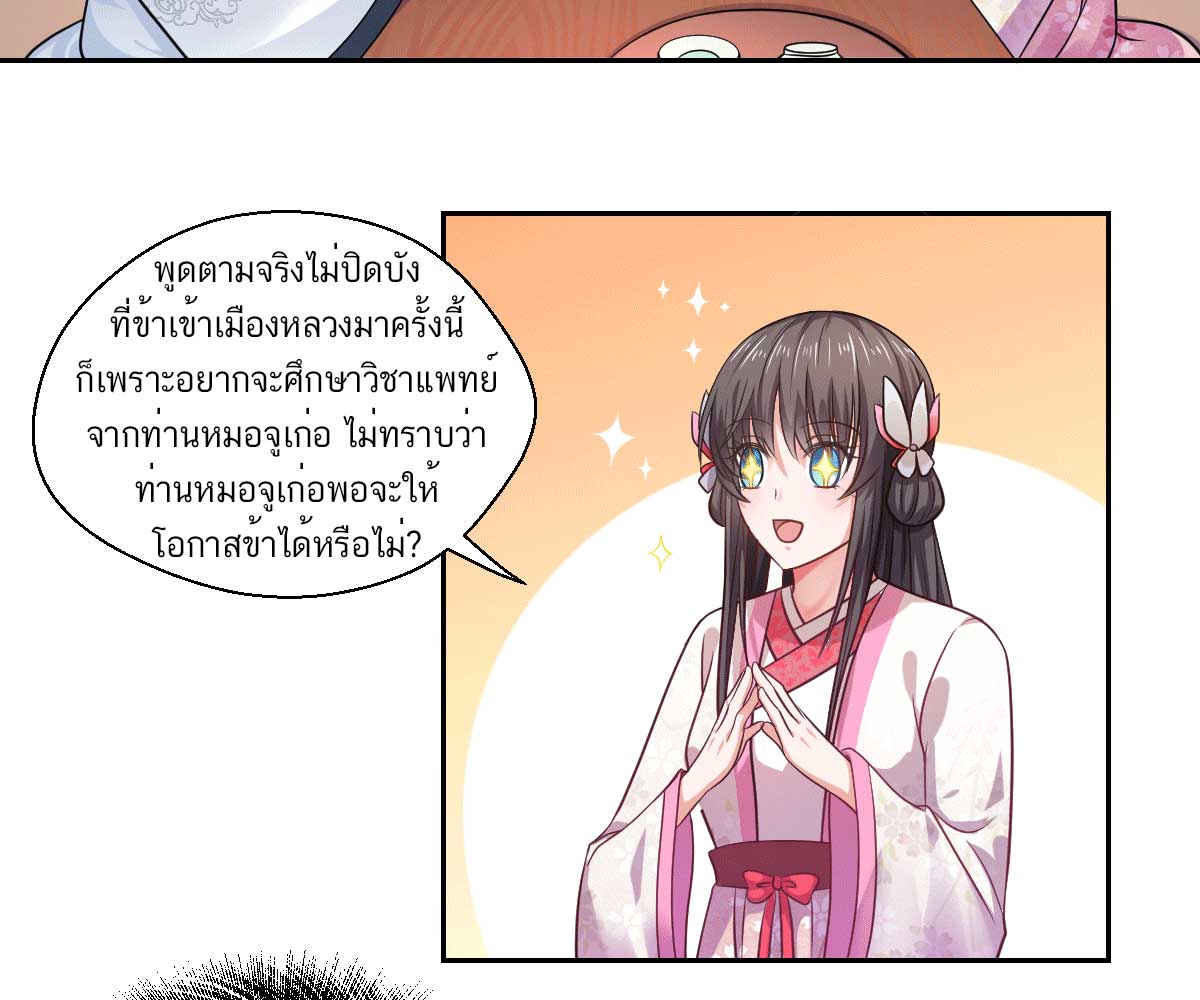 พูดตามจริงไม่ปิดบัง
ที่ข้าเข้าเมืองหลวงมาครั้งนี้
ก็เพราะอยากจะศึกษาวิชาแพทย์
จากท่านหมอจูเก่อ ไม่ทราบว่า
ท่านหมอจูเก่อพอจะให้
โอกาสข้าได้หรือไม่?